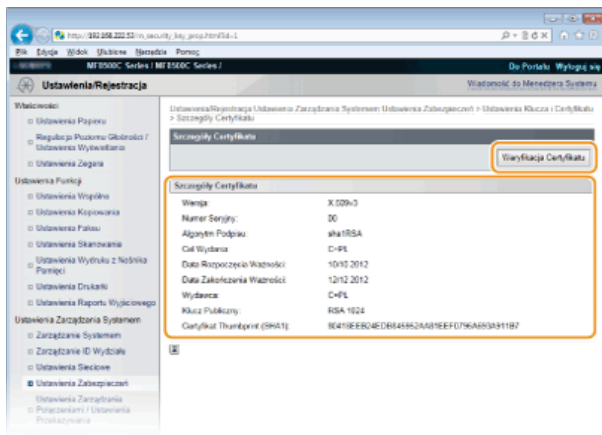 Plik Edycja Widok Ulubione Narzędzia Pomoc
MF8500C Series / MF8500C Series /
Do Portalu Wyloguj się
Ustawienia/Rejestracja
Wiadomość do Menedżera Systemu
Właściwości
Ustawienia Papieru
Regulacja Poziomu Głośności /
Ustawienia Wyświetlania
Ustawienia Zegara
Ustawienia Funkcji
Ustawienia Wspólne
Ustawienia Kopiowania
Ustawienia Faksu
Ustawienia Skanowania
Ustawienia Wydruku z Nośnika
Pamięci
Ustawienia Drukarki
Ustawienia Raportu Wyjściowego
Ustawienia Zarządzania Systemem
Zarządzanie Systemem
Zarządzanie ID Wydziału
Ustawienia Sieciowe
Ustawienia Zabezpieczeń
Ustawienia Zarządzania
Połączeniami / Ustawienia
Przekazywania
Ustawienia/Rejestracja Ustawienia Zarządzania Systemem: Ustawienia Zabezpieczeń > Ustawienia Klucza i Certyfikatu
> Szczegóły Certyfikatu
Szczegóły Certyfikatu
Weryfikacja Certyfikatu
Szczegóły Certyfikatu
Wersja: X.509v3
Numer Seryjny: 00
Algorytm Podpisu: sha1RSA
Cel Wydania: C=PL
Data Rozpoczęcia Ważności: 10/10 2012
Data Zakończenia Ważności: 12/12 2012
Wydawca: C=PL
Klucz Publiczny: RSA 1024
Certyfikat Thumbprint (SHA1):